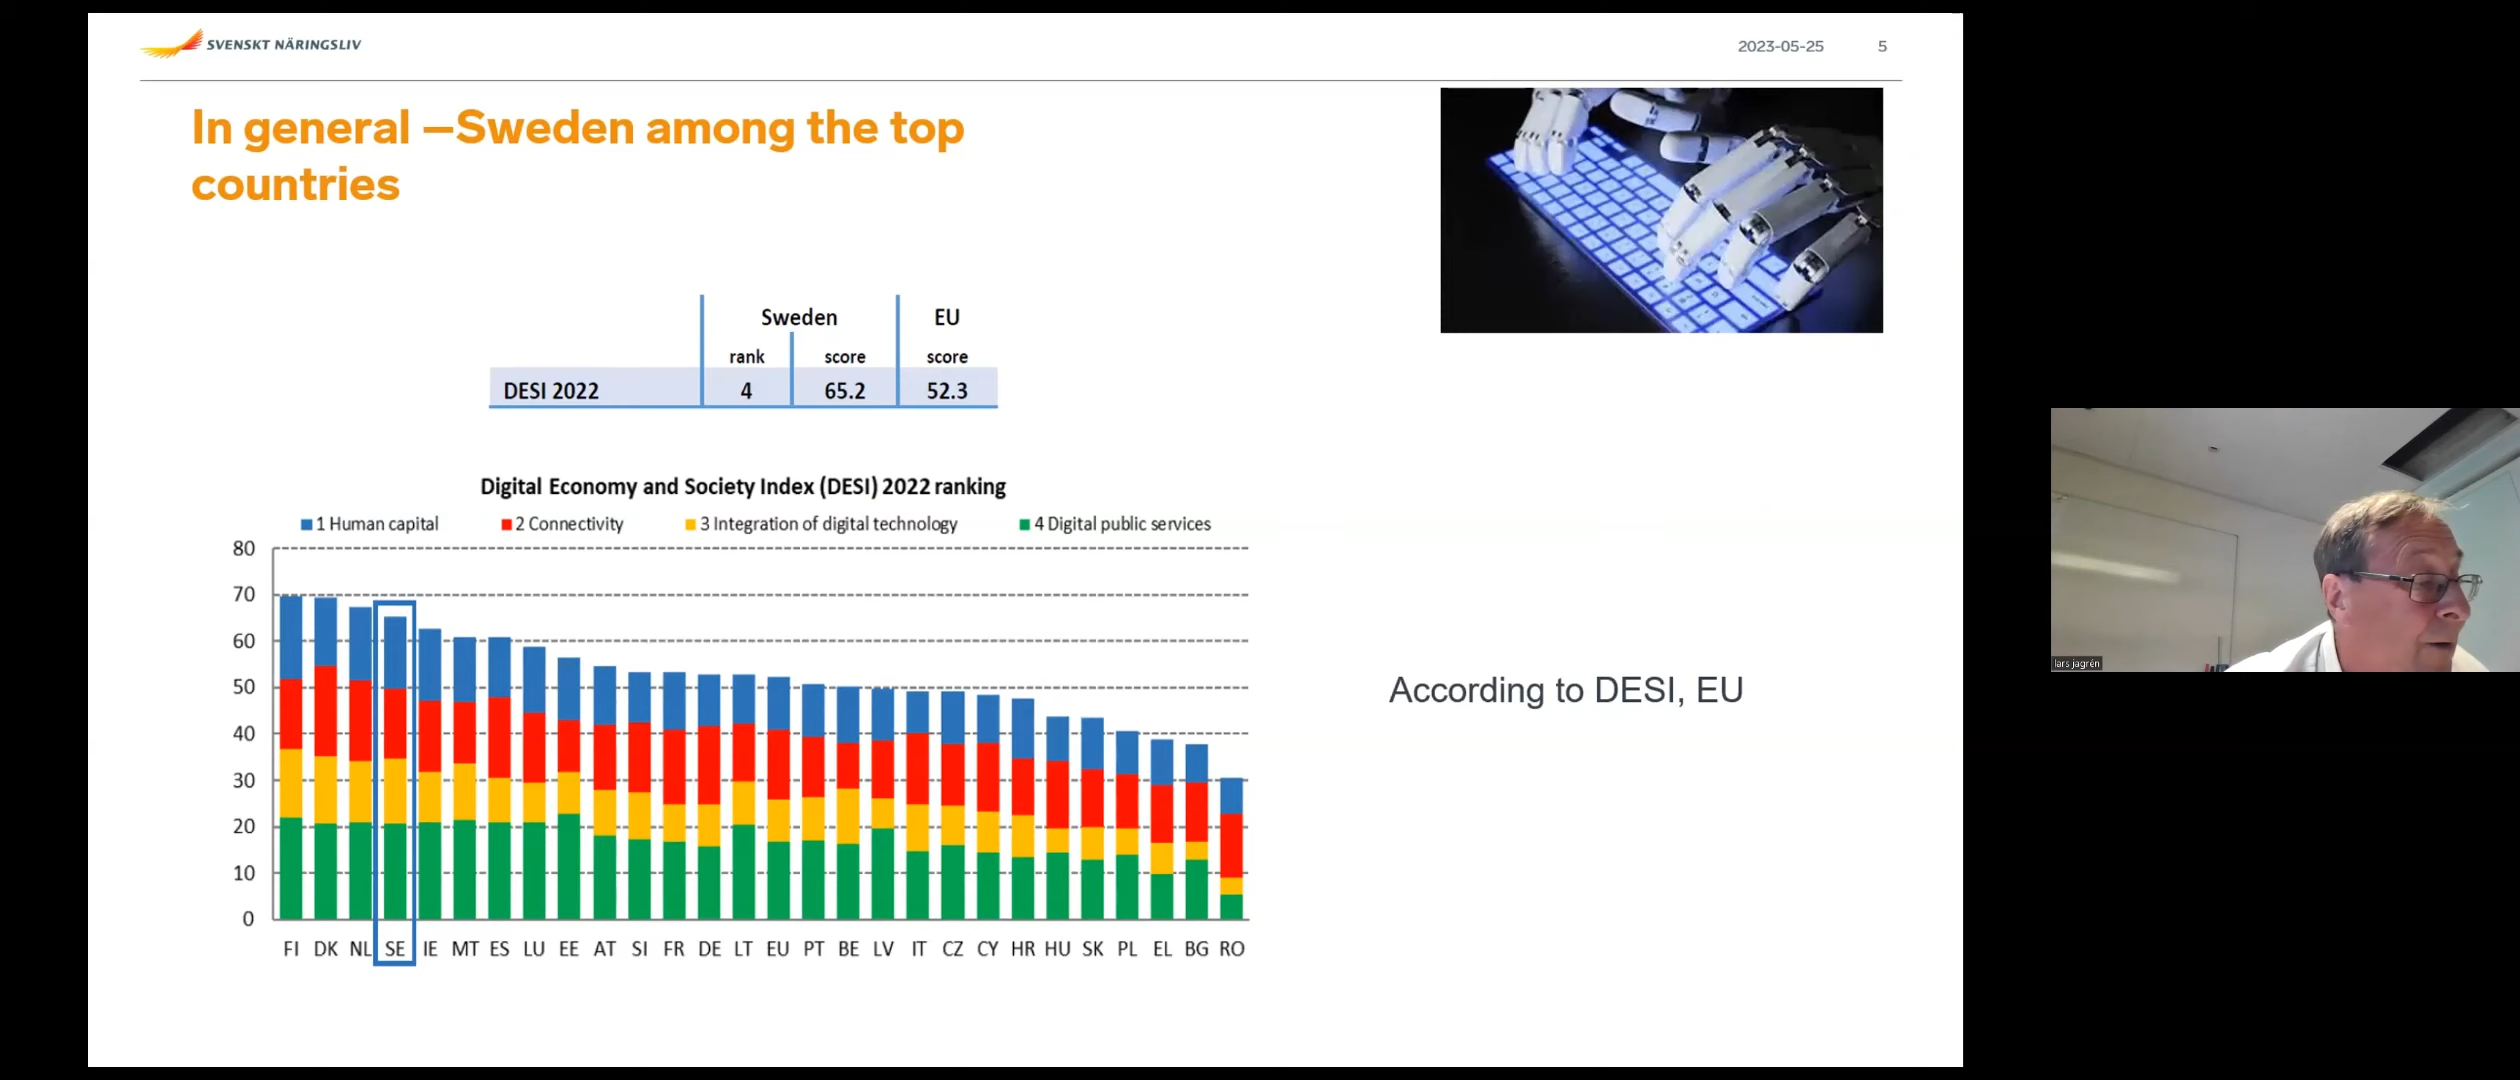 SVENSKT NÄRINGSLIV
2023-05-25 5
In general –Sweden among the top
countries
Sweden EU
rank score score
DESI 2022 4 65.2 52.3
Digital Economy and Society Index (DESI) 2022 ranking
1 Human capital 2 Connectivity 3 Integration of digital technology 4 Digital public services
80
70
60
50
40
30
20
10
0
FI DK NL SE IE MT ES LU EE AT SI FR DE LT EU PT BE LV IT CZ CY HR HU SK PL EL BG RO
According to DESI, EU
lars jagrén